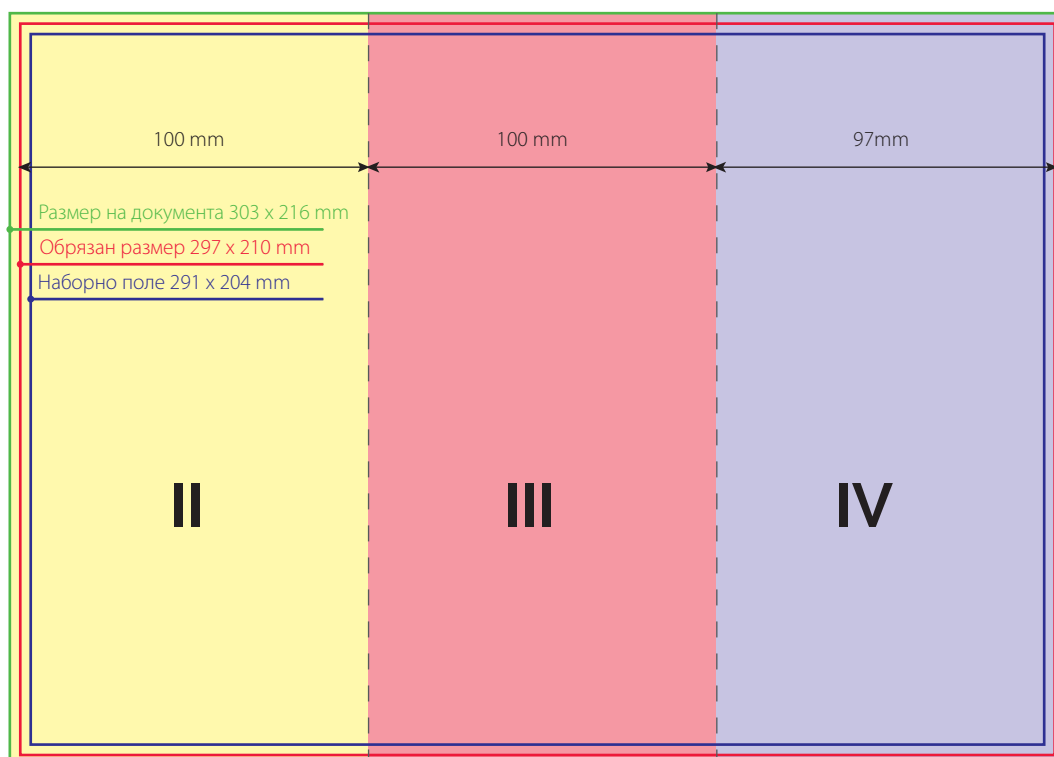 100 mm
100 mm
97mm
Размер на документа 303 x 216 mm
Обрязан размер 297 x 210 mm
Наборно поле 291 x 204 mm
II
III
IV